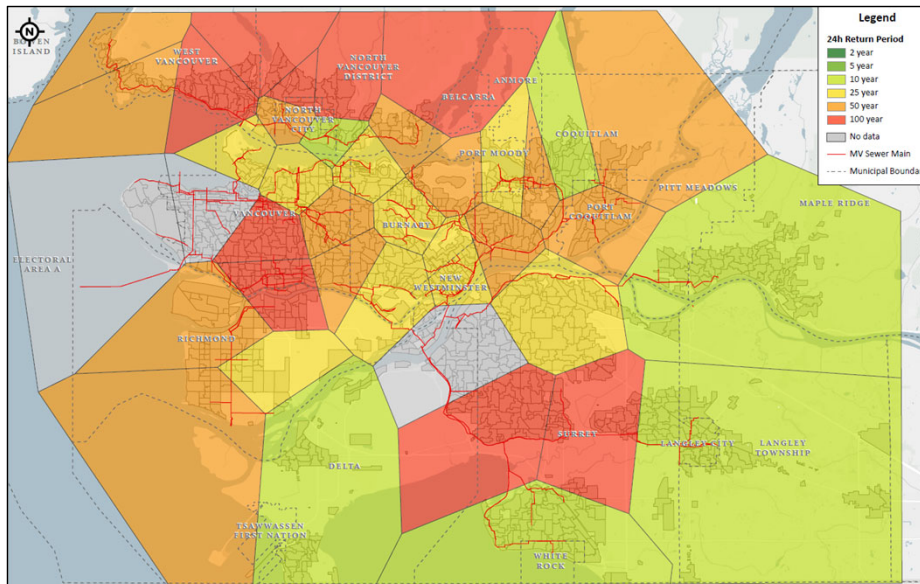 N
BOWEN
ISLAND
WEST
VANCOUVER
NORTH
VANCOUVER
DISTRICT
NORTH
VANCOUVER
CITY
BELCARRA
ANMORE
PORT MOODY
COQUITLAM
PITT MEADOWS
MAPLE RIDGE
PORT
COQUITLAM
VANCOUVER
BURNABY
ELECTORAL
AREA A
NEW
WESTMINSTER
RICHMOND
SURREY
LANGLEY CITY
LANGLEY
TOWNSHIP
DELTA
TSAWWASSEN
FIRST NATION
WHITE
ROCK
Legend
24h Return Period
2 year
5 year
10 year
25 year
50 year
100 year
No data
MV Sewer Main
Municipal Bounda